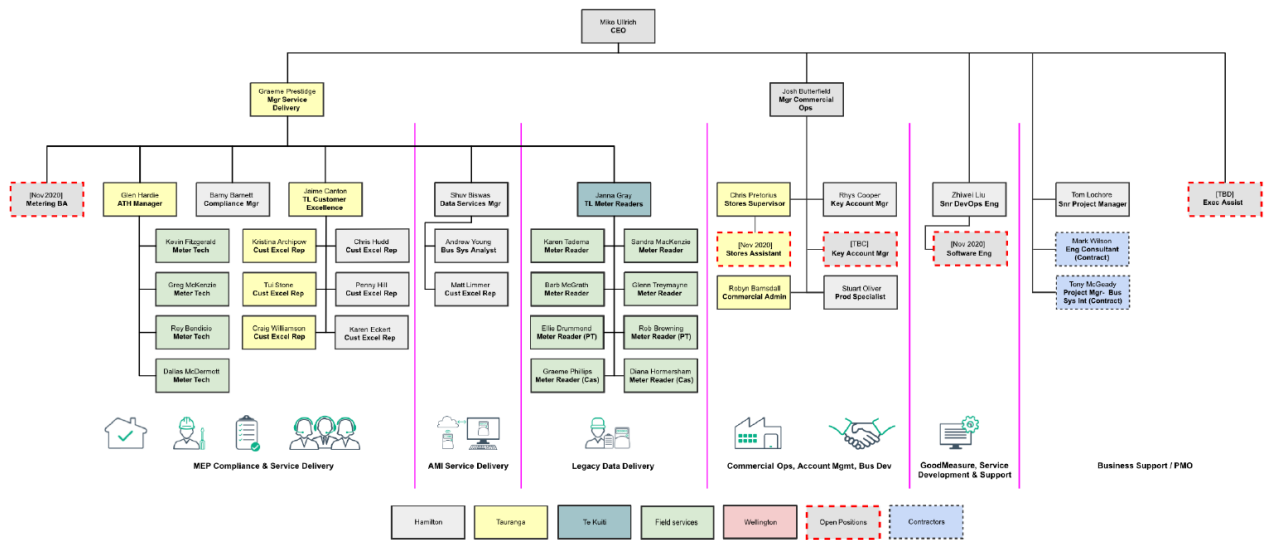 Mike Ullrich
CEO
Graeme Prestidge
Mgr Service
Delivery
Josh Butterfield
Mgr Commercial
Ops
[Nov 2020]
Metering BA
Glen Hardie
ATH Manager
Barny Barnett
Compliance Mgr
Jaime Canton
TL Customer
Excellence
Shuv Biswas
Data Services Mgr
Janna Gray
TL Meter Readers
Chris Pretorius
Stores Supervisor
Rhys Cooper
Key Account Mgr
Zhiwei Liu
Snr DevOps Eng
Tom Lochore
Snr Project Manager
[TBD]
Exec Assist
Kevin Fitzgerald
Meter Tech
Kristina Archipow
Cust Excel Rep
Chris Hudd
Cust Excel Rep
Andrew Young
Bus Sys Analyst
Karen Tadema
Meter Reader
Sandra MacKenzie
Meter Reader
[Nov 2020]
Stores Assistant
[TBC]
Key Account Mgr
[Nov 2020]
Software Eng
Mark Wilson
Eng Consultant
(Contract)
Greg McKenzie
Meter Tech
Tui Stone
Cust Excel Rep
Penny Hill
Cust Excel Rep
Matt Limmer
Cust Excel Rep
Barb McGrath
Meter Reader
Glenn Treymayne
Meter Reader
Robyn Barnsdall
Commercial Admin
Stuart Oliver
Prod Specialist
Tony McGeady
Project Mgr- Bus
Sys Int (Contract)
Roy Bendicio
Meter Tech
Craig Williamson
Cust Excel Rep
Karen Eckert
Cust Excel Rep
Ellie Drummond
Meter Reader (PT)
Rob Browning
Meter Reader (PT)
Dallas McDermott
Meter Tech
Graeme Phillips
Meter Reader (Cas)
Diana Hornersham
Meter Reader (Cas)
MEP Compliance & Service Delivery
AMI Service Delivery
Legacy Data Delivery
Commercial Ops, Account Mgmt, Bus Dev
GoodMeasure, Service
Development & Support
Business Support / PMO
Hamilton
Tauranga
Te Kuiti
Field services
Wellington
Open Positions
Contractors